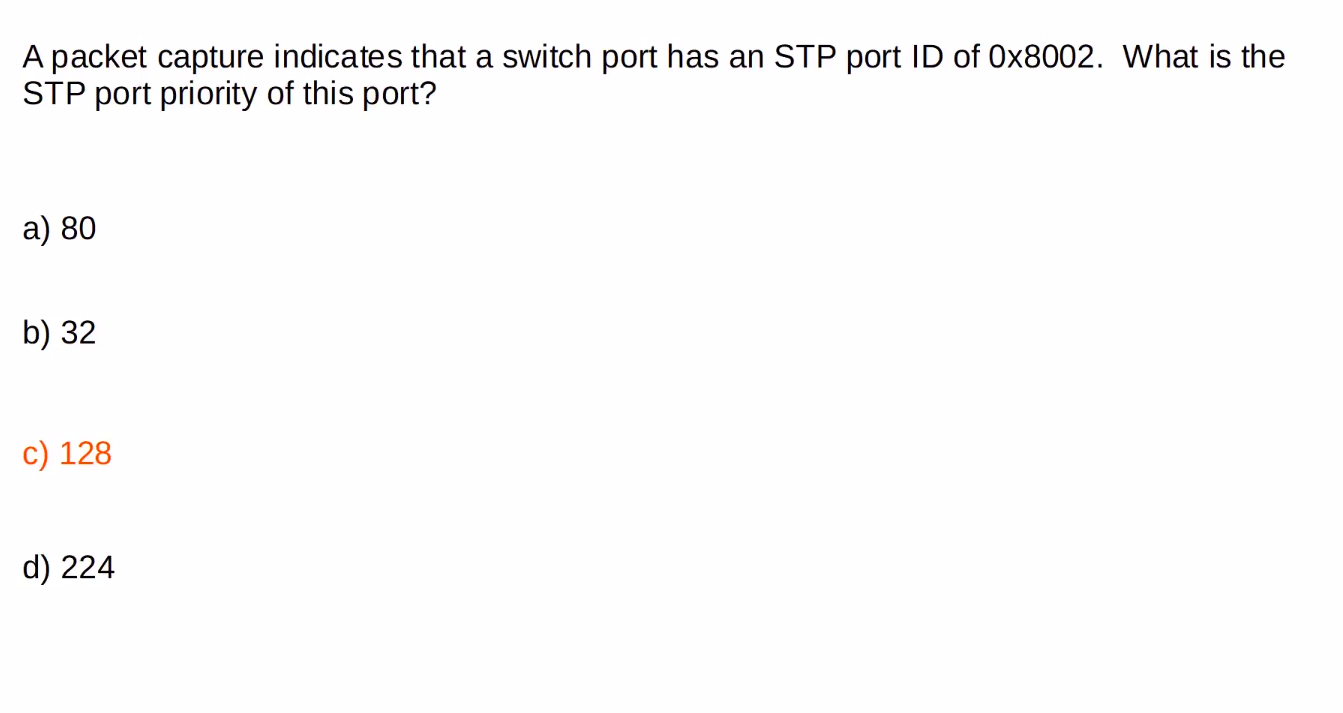 A packet capture indicates that a switch port has an STP port ID of 0x8002.  What is the
STP port priority of this port?
a) 80
b) 32
c) 128
d) 224